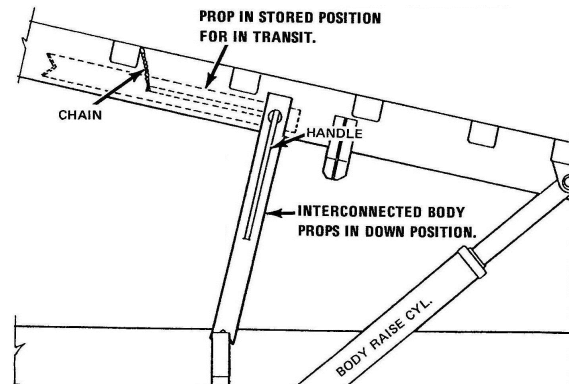 PROP IN STORED POSITION
FOR IN TRANSIT.
CHAIN
HANDLE
INTERCONNECTED BODY
PROPS IN DOWN POSITION.
BODY RAISE CYL.